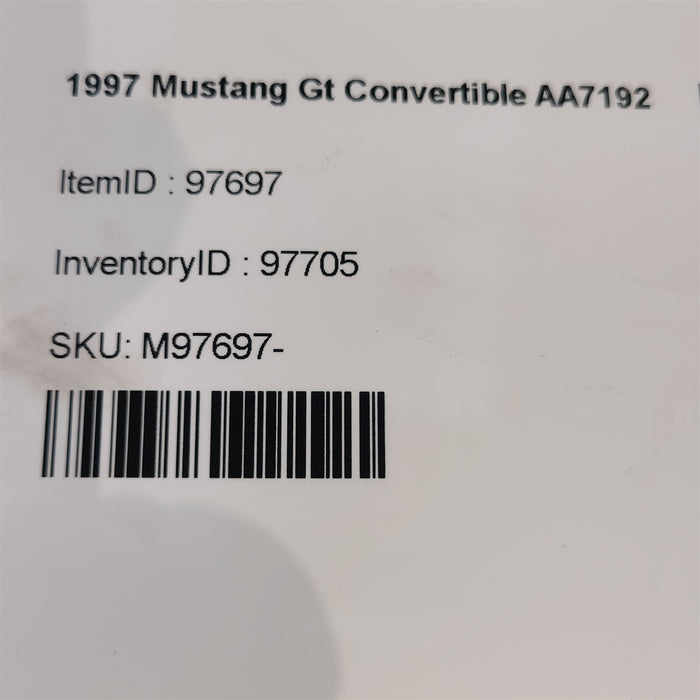 1997 Mustang Gt Convertible AA7192
ItemID : 97697
InventoryID : 97705
SKU: M97697-